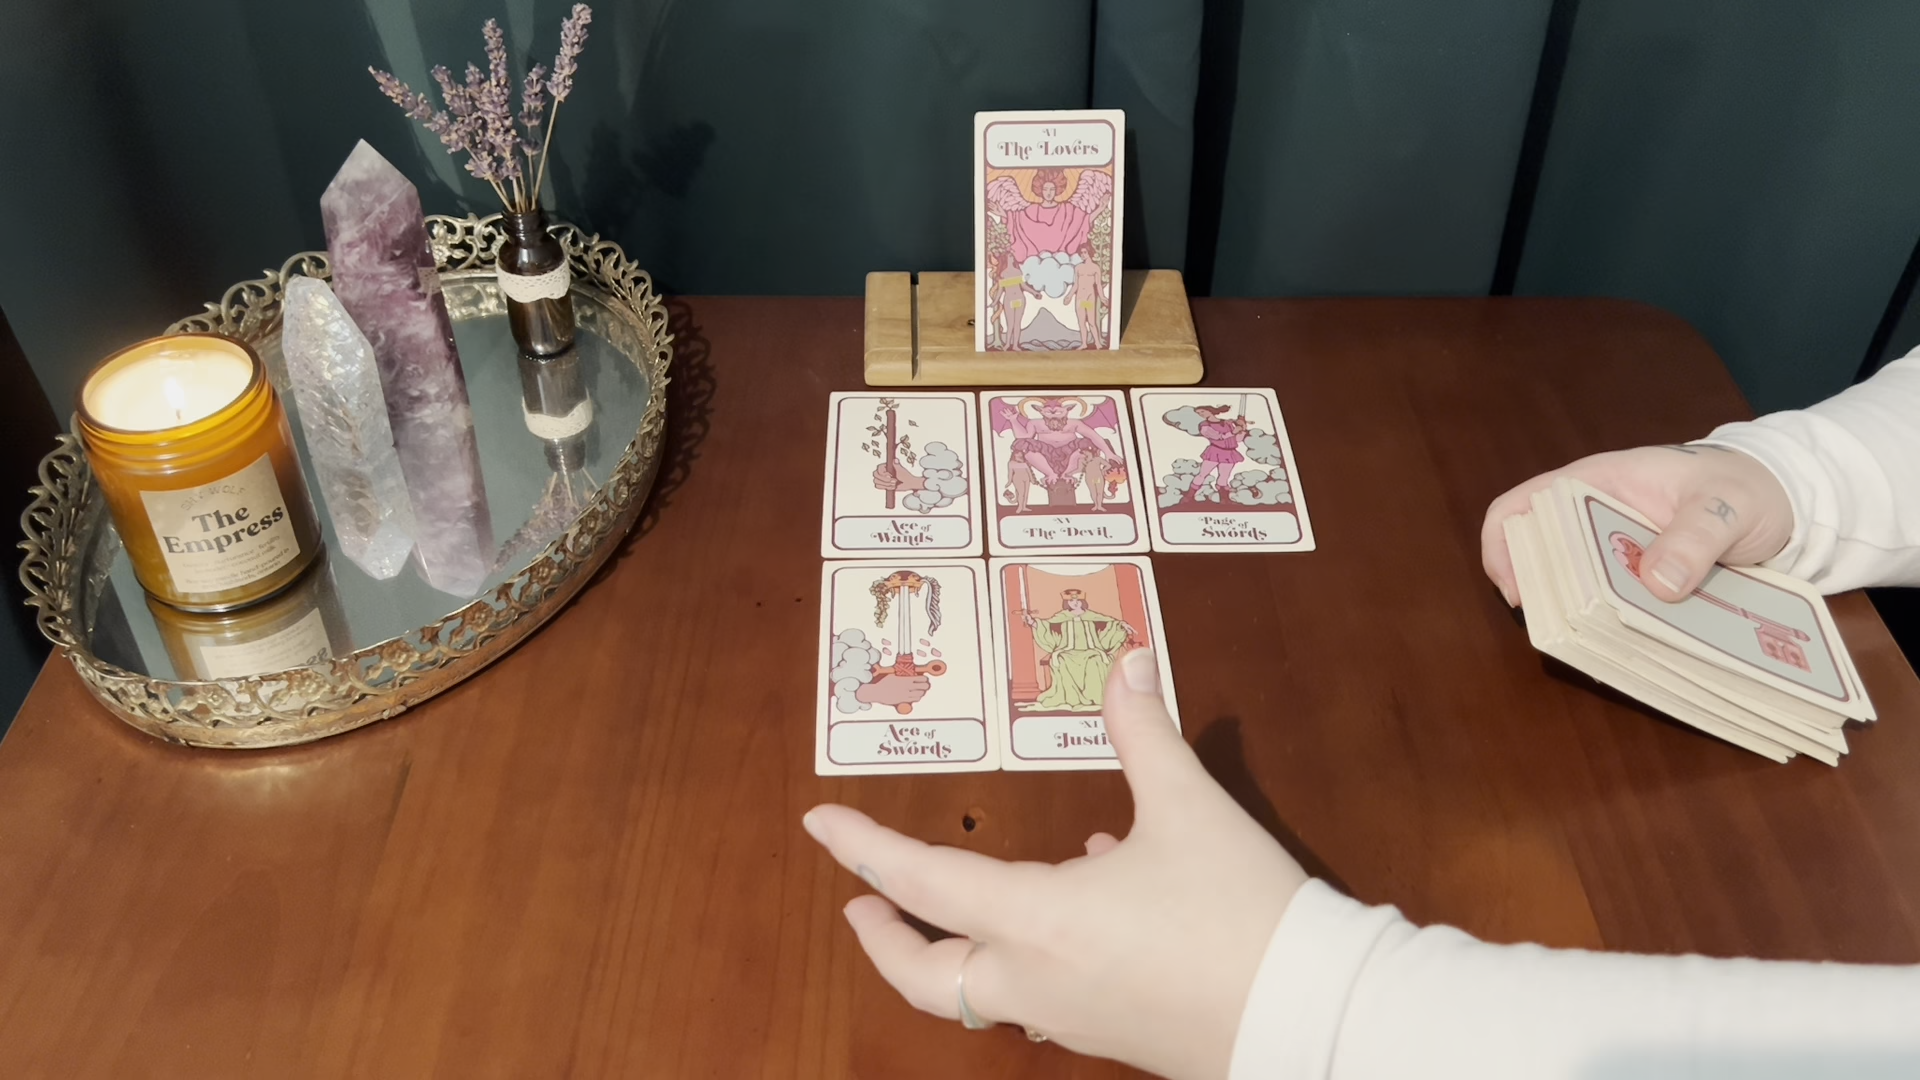 VI
The Lovers
Ace of
Wands
XV
The Devil
Page of
Swords
Ace of
Swords
XI
Justi
The
Empress